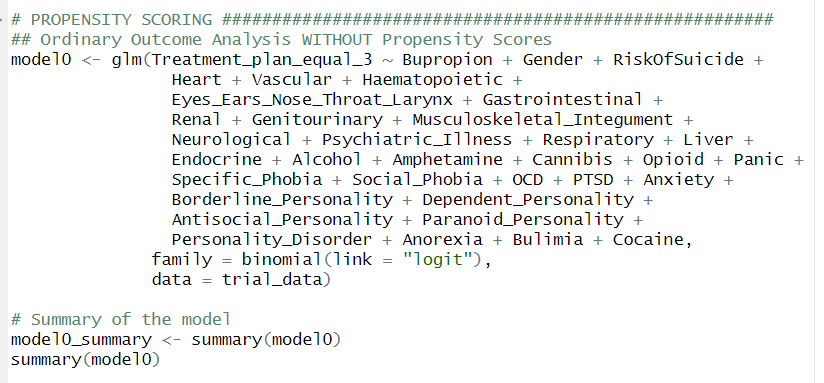 # PROPENSITY SCORING #######################################################
## Ordinary Outcome Analysis WITHOUT Propensity Scores
model0 <- glm(Treatment_plan_equal_3 ~ Bupropion + Gender + RiskOfSuicide +
Heart + Vascular + Haematopoietic +
Eyes_Ears_Nose_Throat_Larynx + Gastrointestinal +
Renal + Genitourinary + Musculoskeletal_Integument +
Neurological + Psychiatric_Illness + Respiratory + Liver +
Endocrine + Alcohol + Amphetamine + Cannibis + Opioid + Panic +
Specific_Phobia + Social_Phobia + OCD + PTSD + Anxiety +
Borderline_Personality + Dependent_Personality +
Antisocial_Personality + Paranoid_Personality +
Personality_Disorder + Anorexia + Bulimia + Cocaine,
family = binomial(link = "logit"),
data = trial_data)
# Summary of the model
model0_summary <- summary(model0)
summary(model0)